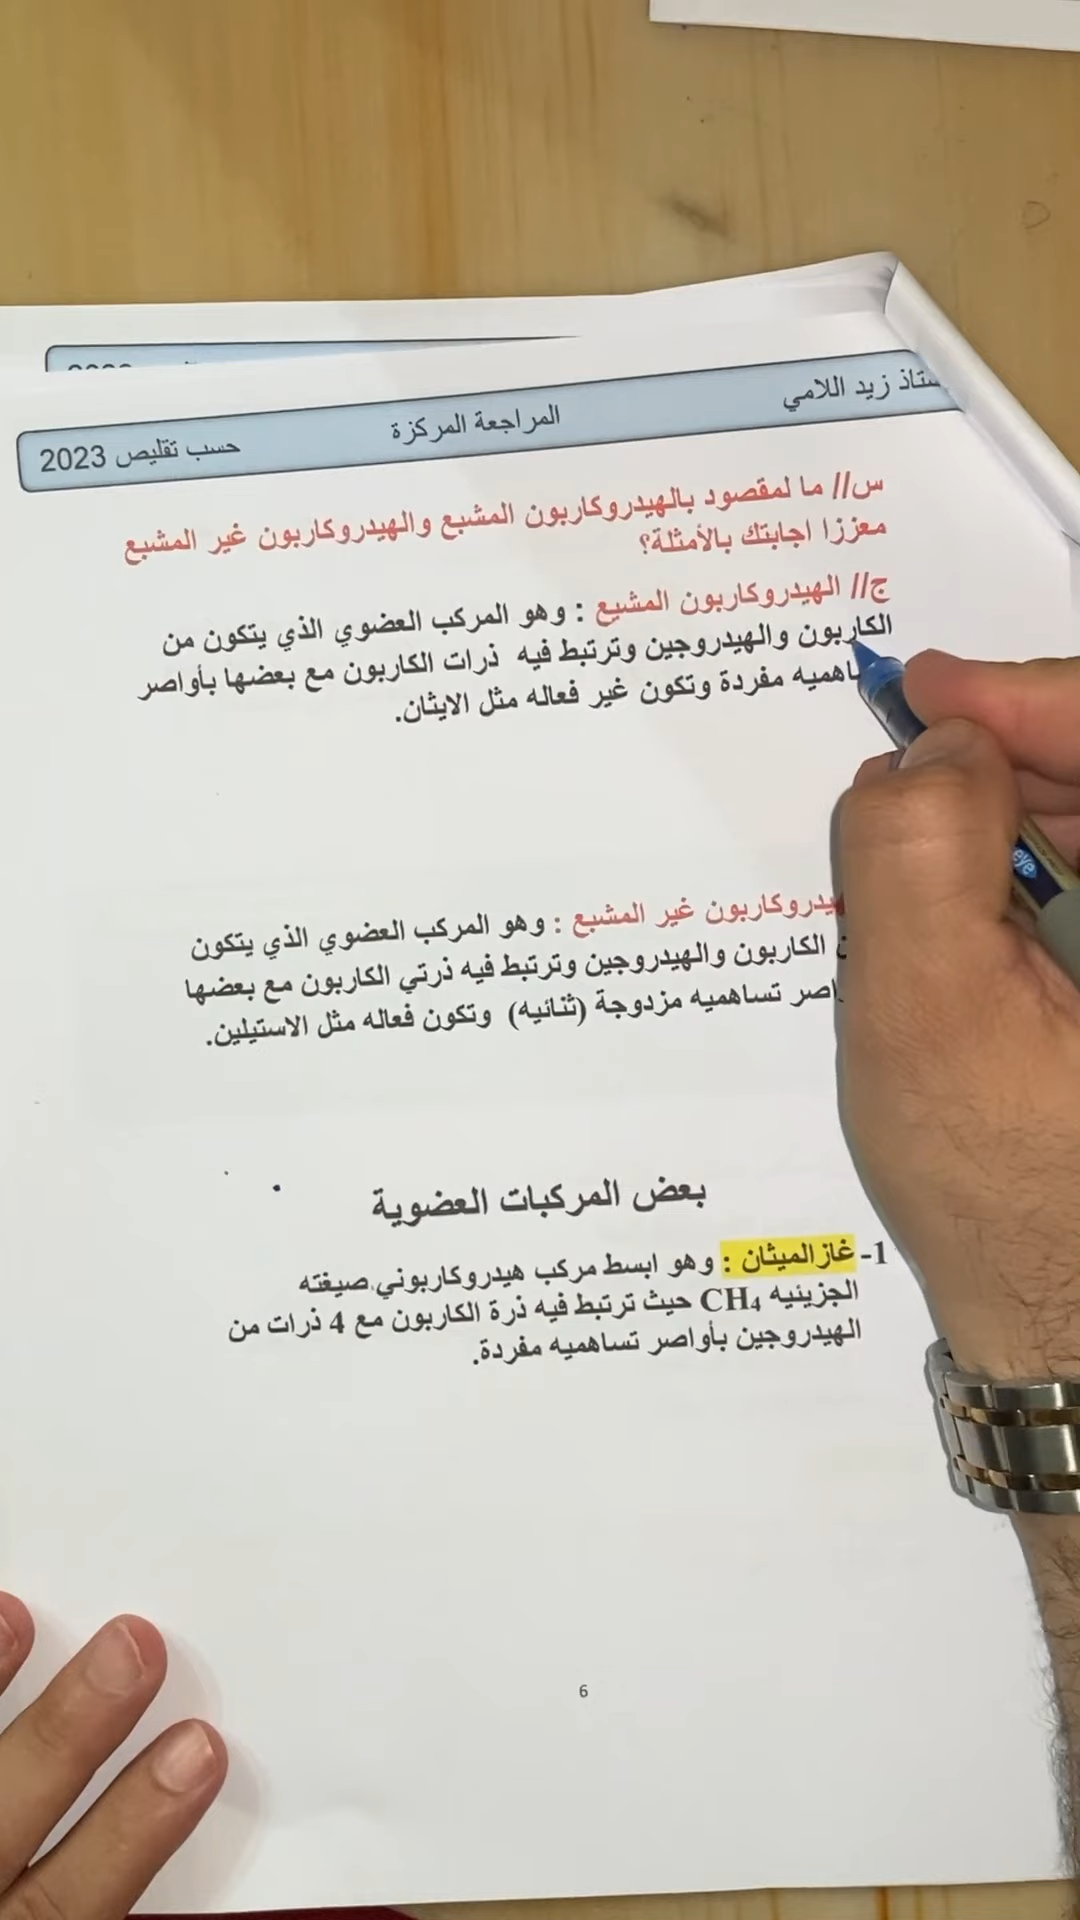 ستاذ زيد اللامي المراجعة المركزة حسب تقليص 2023
س// ما لمقصود بالهيدروكاربون المشبع والهيدروكاربون غير المشبع
معززا اجابتك بالأمثلة؟
ج// الهيدروكاربون المشبع : وهو المركب العضوي الذي يتكون من
الكاربون والهيدروجين وترتبط فيه ذرات الكاربون مع بعضها بأواصر
اهميه مفردة وتكون غير فعاله مثل الايثان.
يدروكاربون غير المشبع : وهو المركب العضوي الذي يتكون
الكاربون والهيدروجين وترتبط فيه ذرتي الكاربون مع بعضها
اصر تساهميه مزدوجة (ثنائيه) وتكون فعاله مثل الاستيلين.
بعض المركبات العضوية
1- غاز الميثان : وهو ابسط مركب هيدروكاربوني صيغته
الجزيئيه CH₄ حيث ترتبط فيه ذرة الكاربون مع 4 ذرات من
الهيدروجين بأواصر تساهميه مفردة.
6
eye